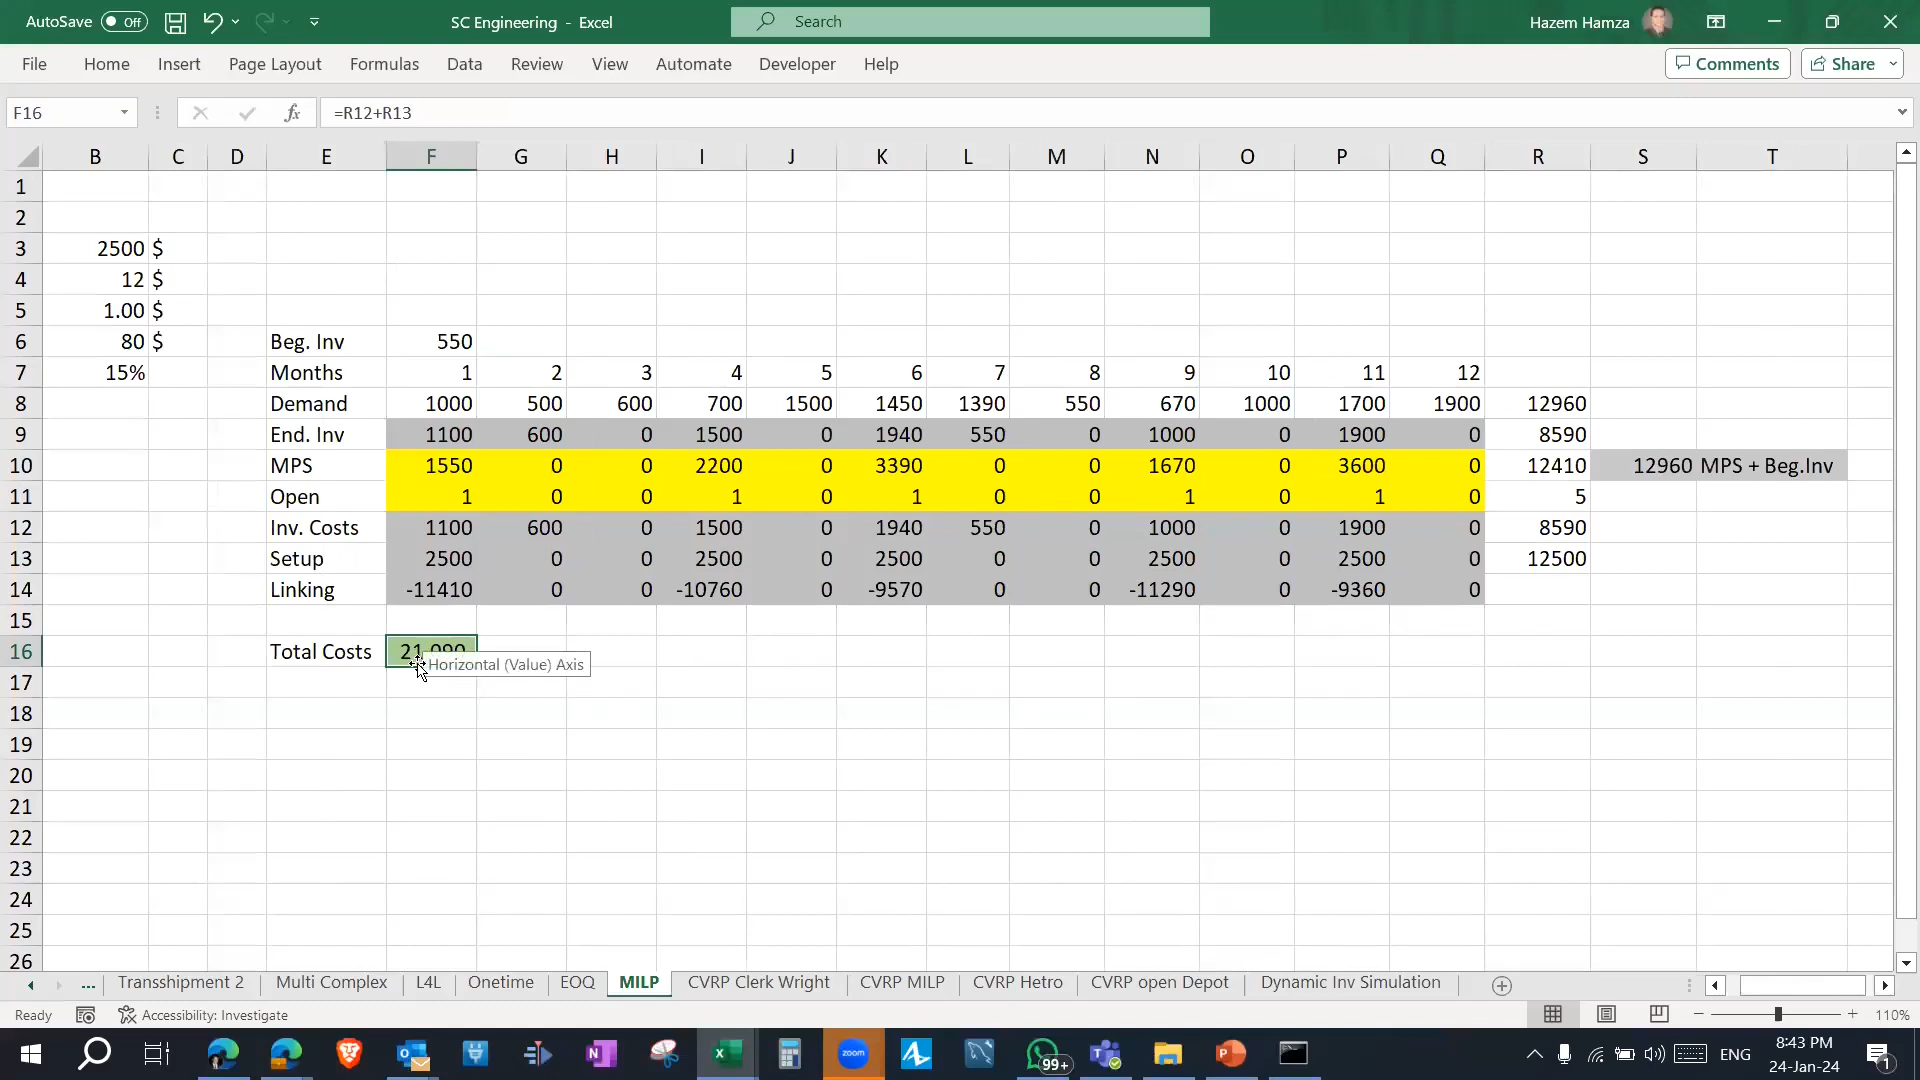 AutoSave Off SC Engineering - Excel Search Hazem Hamza
File Home Insert Page Layout Formulas Data Review View Automate Developer Help Comments Share
F16 fx =R12+R13
B C D E F G H I J K L M N O P Q R S T
1
2
3 2500 $
4 12 $
5 1.00 $
6 80 $ Beg. Inv 550
7 15% Months 1 2 3 4 5 6 7 8 9 10 11 12
8 Demand 1000 500 600 700 1500 1450 1390 550 670 1000 1700 1900 12960
9 End. Inv 1100 600 0 1500 0 1940 550 0 1000 0 1900 0 8590
10 MPS 1550 0 0 2200 0 3390 0 0 1670 0 3600 0 12410 12960 MPS + Beg.Inv
11 Open 1 0 0 1 0 1 0 0 1 0 1 0 5
12 Inv. Costs 1100 600 0 1500 0 1940 550 0 1000 0 1900 0 8590
13 Setup 2500 0 0 2500 0 2500 0 0 2500 0 2500 0 12500
14 Linking -11410 0 0 -10760 0 -9570 0 0 -11290 0 -9360 0
15
16 Total Costs 21,090
Horizontal (Value) Axis
17
18
19
20
21
22
23
24
25
26
... Transshipment 2 Multi Complex L4L Onetime EOQ MILP CVRP Clerk Wright CVRP MILP CVRP Hetro CVRP open Depot Dynamic Inv Simulation
Ready Accessibility: Investigate 110%
zoom 99+ ENG 8:43 PM
24-Jan-24 1